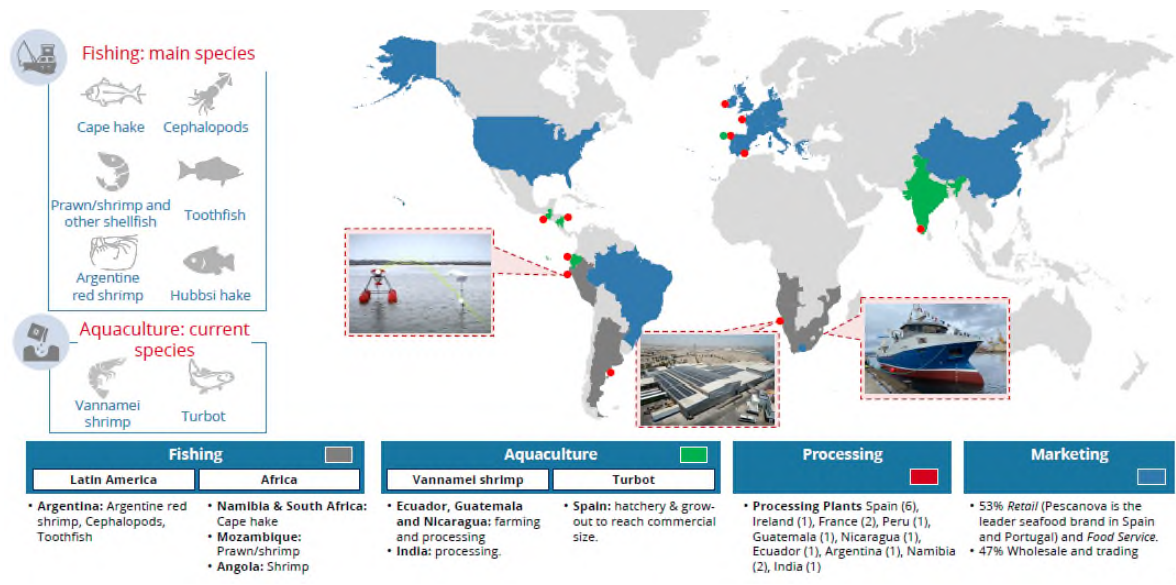 Fishing: main species
Cape hake
Cephalopods
Prawn/shrimp and
other shellfish
Toothfish
Argentine
red shrimp
Hubbsi hake
Aquaculture: current
species
Vannamei
shrimp
Turbot
Fishing
Latin America
Africa
• Argentina: Argentine red
shrimp, Cephalopods,
Toothfish
• Namibia & South Africa:
Cape hake
• Mozambique:
Prawn/shrimp
• Angola: Shrimp
Aquaculture
Vannamei shrimp
Turbot
• Ecuador, Guatemala
and Nicaragua: farming
and processing
• India: processing.
• Spain: hatchery & grow-
out to reach commercial
size.
Processing
• Processing Plants Spain (6),
Ireland (1), France (2), Peru (1),
Guatemala (1), Nicaragua (1),
Ecuador (1), Argentina (1), Namibia
(2), India (1)
Marketing
• 53% Retail (Pescanova is the
leader seafood brand in Spain
and Portugal) and Food Service.
• 47% Wholesale and trading